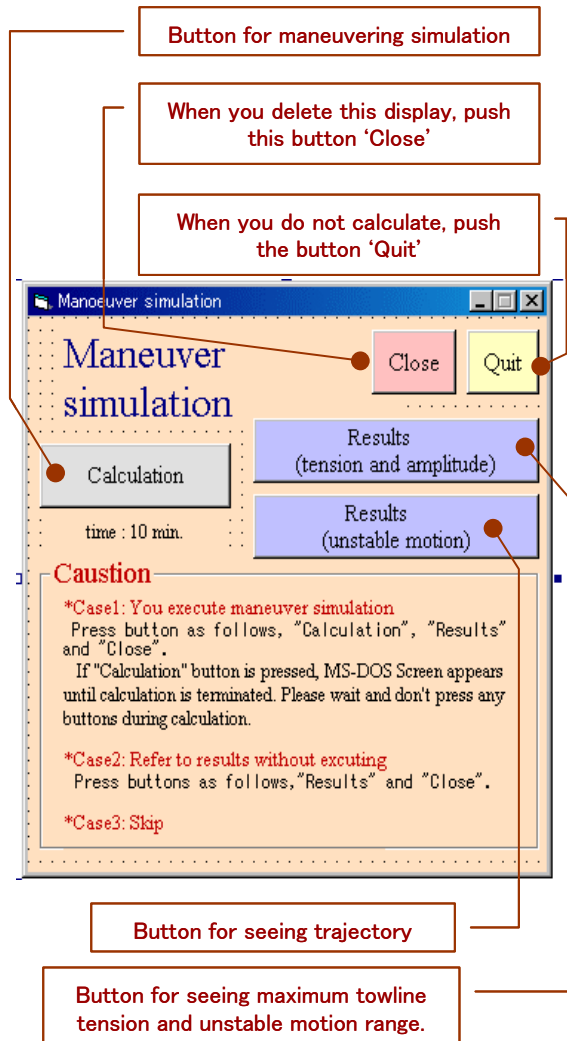 Button for maneuvering simulation
When you delete this display, push
this button ‘Close’
When you do not calculate, push
the button ‘Quit’
Manoeuver simulation
Maneuver
simulation
Close
Quit
Calculation
time : 10 min.
Results
(tension and amplitude)
Results
(unstable motion)
Caustion
*Case1: You execute maneuver simulation
Press button as follows, "Calculation", "Results"
and "Close".
If "Calculation" button is pressed, MS-DOS Screen appears
until calculation is terminated. Please wait and don't press any
buttons during calculation.
*Case2: Refer to results without excuting
Press buttons as follows,"Results" and "Close".
*Case3: Skip
Button for seeing trajectory
Button for seeing maximum towline
tension and unstable motion range.